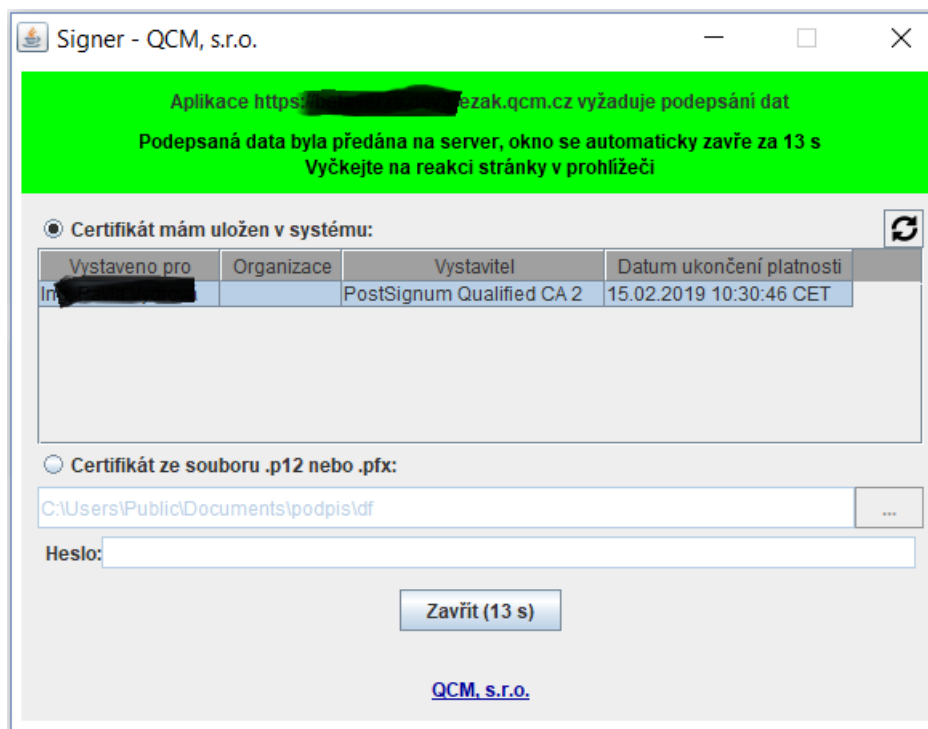 Signer - QCM, s.r.o.
Aplikace https: ezak.qcm.cz vyžaduje podepsání dat
Podepsaná data byla předána na server, okno se automaticky zavře za 13 s
Vyčkejte na reakci stránky v prohlížeči
Certifikát mám uložen v systému:
Vystaveno pro Organizace Vystavitel Datum ukončení platnosti
PostSignum Qualified CA 2 15.02.2019 10:30:46 CET
Certifikát ze souboru .p12 nebo .pfx:
C:\Users\Public\Documents\podpis\df
...
Heslo:
Zavřít (13 s)
QCM, s.r.o.